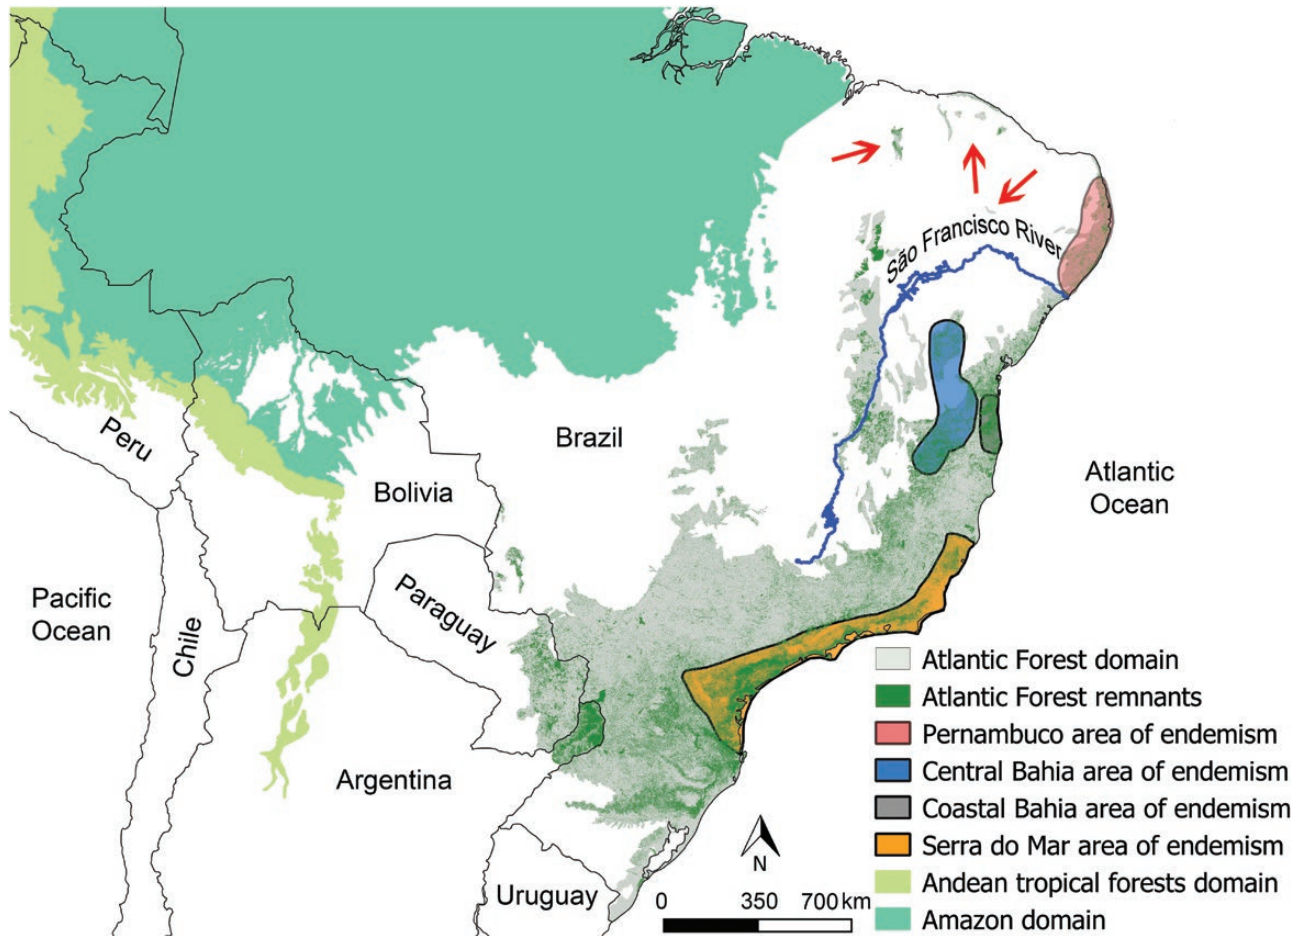 São Francisco River
Peru
Brazil
Bolivia
Atlantic
Ocean
Pacific
Ocean
Chile
Paraguay
Argentina
Uruguay
N
0 350 700 km
Atlantic Forest domain
Atlantic Forest remnants
Pernambuco area of endemism
Central Bahia area of endemism
Coastal Bahia area of endemism
Serra do Mar area of endemism
Andean tropical forests domain
Amazon domain